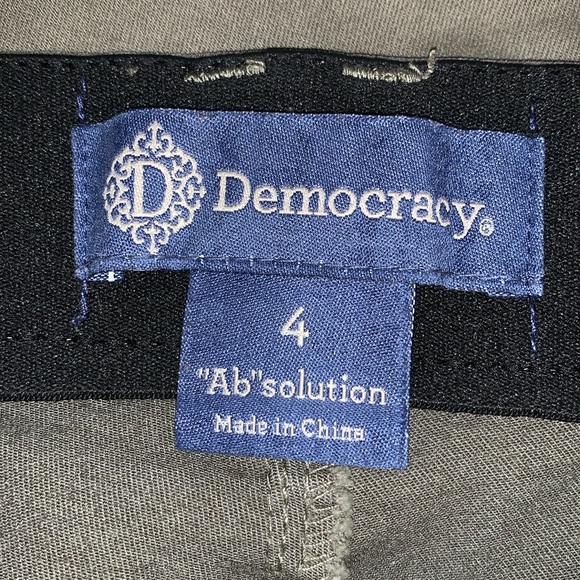 D Democracy®
4
"Ab"solution
Made in China